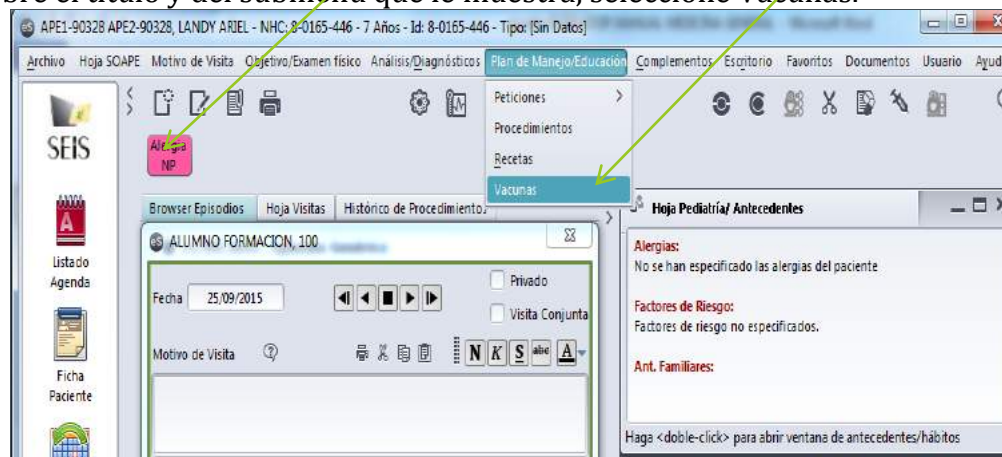 bre el título y del submenú que le muestra, seleccione Vacunas.
APE1-90328 APE2-90328, LANDY ARIEL - NHC: 8-0165-446 - 7 Años - Id: 8-0165-446 - Tipo: [Sin Datos]
Archivo Hoja SOAPE Motivo de Visita Objetivo/Examen físico Análisis/Diagnósticos Plan de Manejo/Educación Complementos Escritorio Favoritos Documentos Usuario Ayud
SEIS
Alergia
NP
Peticiones
Procedimientos
Recetas
Vacunas
Browser Episodios Hoja Visitas Histórico de Procedimientos
Hoja Pediatría/ Antecedentes
A
Listado
Agenda
Ficha
Paciente
ALUMNO FORMACION, 100
Fecha 25/09/2015
Privado
Visita Conjunta
Motivo de Visita
N K S abc A
Alergias:
No se han especificado las alergias del paciente
Factores de Riesgo:
Factores de riesgo no especificados.
Ant. Familiares:
Haga <doble-click> para abrir ventana de antecedentes/hábitos